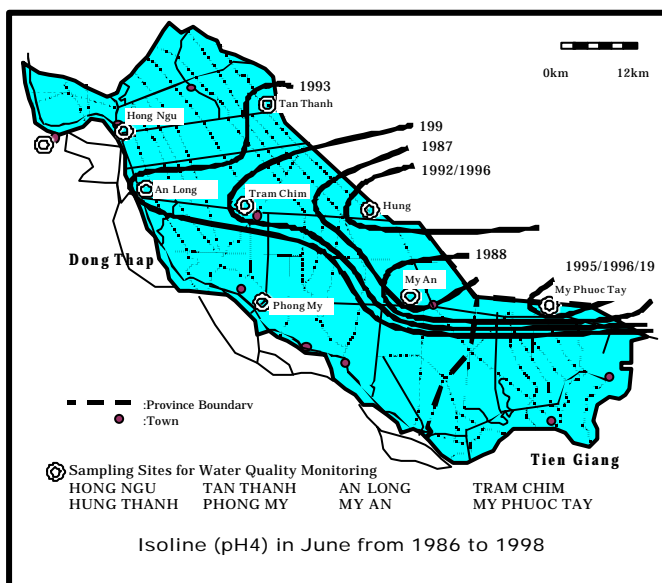 0km 12km
1993
Tan Thanh
Hong Ngu
199
1987
1992/1996
An Long
Tram Chim
Hung
Dong Thap
1988
1995/1996/19
My An
My Phuoc Tay
Phong My
:Province Boundary
:Town
Tien Giang
Sampling Sites for Water Quality Monitoring
HONG NGU TAN THANH AN LONG TRAM CHIM
HUNG THANH PHONG MY MY AN MY PHUOC TAY
Isoline (pH4) in June from 1986 to 1998